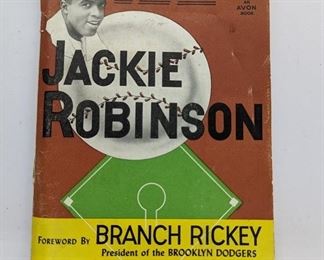 AN
AVON
BOOK
JACKIE
ROBINSON
FOREWORD BY BRANCH RICKEY
President of the BROOKLYN DODGERS